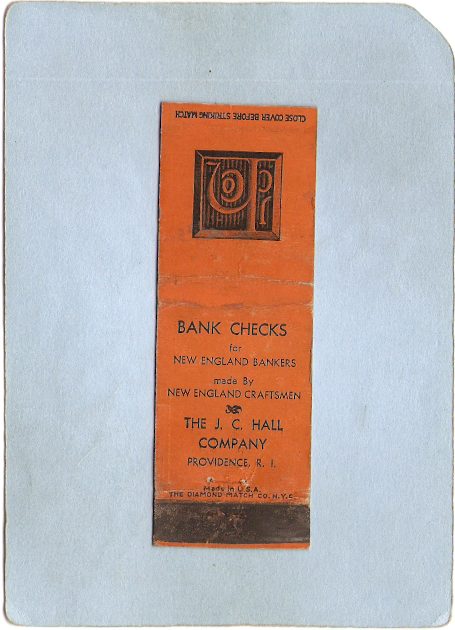 CLOSE COVER BEFORE STRIKING MATCH
BANK CHECKS
for
NEW ENGLAND BANKERS
made By
NEW ENGLAND CRAFTSMEN
THE J. C. HALL
COMPANY
PROVIDENCE, R. I.
Made in U.S.A.
THE DIAMOND MATCH CO. N.Y.C.